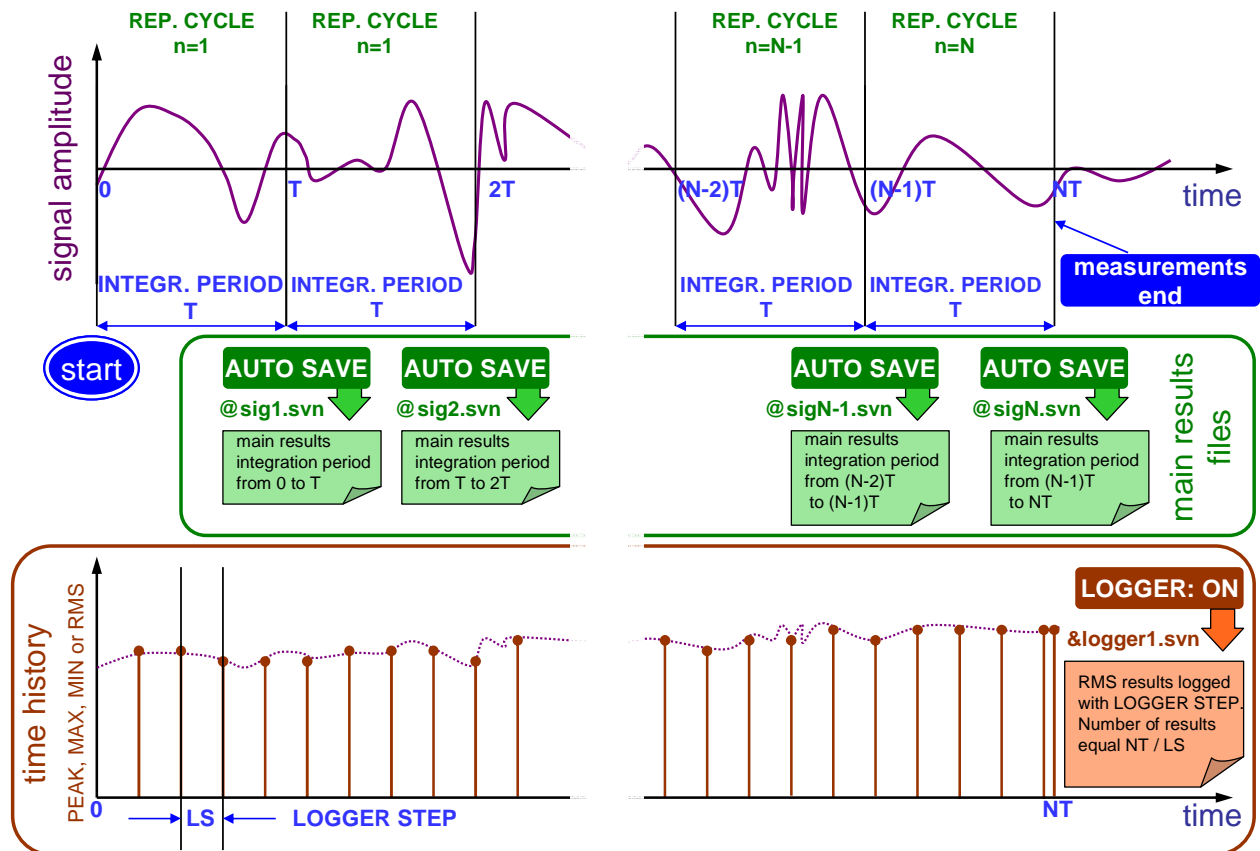 REP. CYCLE
n=1
REP. CYCLE
n=1
REP. CYCLE
n=N-1
REP. CYCLE
n=N
signal amplitude
0
T
2T
(N-2)T
(N-1)T
NT
time
INTEGR. PERIOD
T
INTEGR. PERIOD
T
INTEGR. PERIOD
T
INTEGR. PERIOD
T
measurements
end
start
AUTO SAVE
@sig1.svn
main results
integration period
from 0 to T
AUTO SAVE
@sig2.svn
main results
integration period
from T to 2T
AUTO SAVE
@sigN-1.svn
main results
integration period
from (N-2)T
to (N-1)T
AUTO SAVE
@sigN.svn
main results
integration period
from (N-1)T
to NT
main results
files
time history
PEAK, MAX, MIN or RMS
LOGGER: ON
&logger1.svn
RMS results logged
with LOGGER STEP.
Number of results
equal NT / LS
0
LS
LOGGER STEP
NT
time